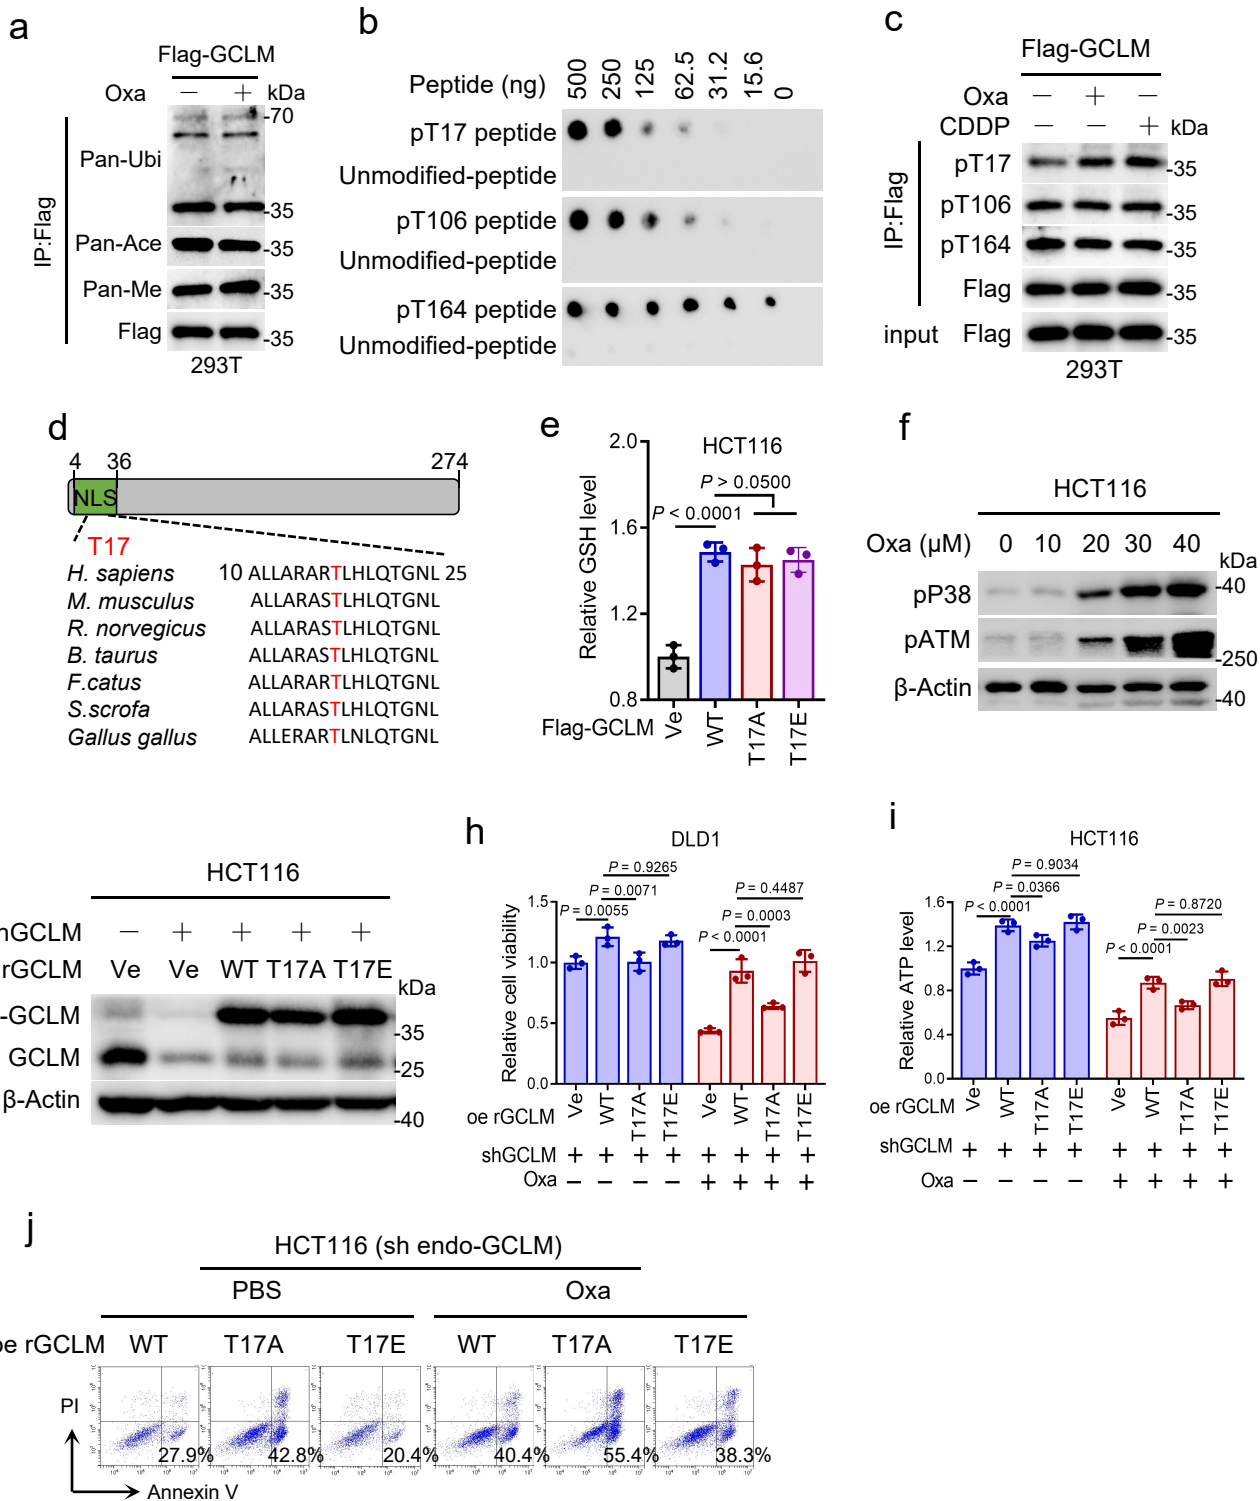 a
Flag-GCLM
Oxa — + kDa
IP:Flag
Pan-Ubi
-70
-35
Pan-Ace -35
Pan-Me -35
Flag -35
293T
b
Peptide (ng) 500 250 125 62.5 31.2 15.6 0
pT17 peptide
Unmodified-peptide
pT106 peptide
Unmodified-peptide
pT164 peptide
Unmodified-peptide
c
Flag-GCLM
Oxa — + —
CDDP — — + kDa
IP:Flag
pT17 -35
pT106 -35
pT164 -35
Flag -35
input Flag -35
293T
d
4 36 274
NLS
T17
H. sapiens 10 ALLARARTLHLQTGNL 25
M. musculus ALLARASTLHLQTGNL
R. norvegicus ALLARASTLHLQTGNL
B. taurus ALLARASTLHLQTGNL
F.catus ALLARASTLHLQTGNL
S.scrofa ALLARASTLHLQTGNL
Gallus gallus ALLERARTLNLQTGNL
e
HCT116
Relative GSH level
2.0
1.6
1.2
0.8
P > 0.0500
P < 0.0001
Flag-GCLM Ve WT T17A T17E
f
HCT116
Oxa (μM) 0 10 20 30 40
kDa
pP38 -40
pATM
-250
β-Actin -40
HCT116
nGCLM — + + + +
rGCLM Ve Ve WT T17A T17E
kDa
-GCLM -35
GCLM -25
β-Actin
-40
h
DLD1
Relative cell viability
1.5
1.0
0.5
0.0
P = 0.9265
P = 0.0071
P = 0.0055
P = 0.4487
P = 0.0003
P < 0.0001
oe rGCLM Ve WT T17A T17E Ve WT T17A T17E
shGCLM + + + + + + + +
Oxa — — — — + + + +
i
HCT116
Relative ATP level
1.6
1.2
0.8
0.4
0.0
P = 0.9034
P = 0.0366
P < 0.0001
P = 0.8720
P = 0.0023
P < 0.0001
oe rGCLM Ve WT T17A T17E Ve WT T17A T17E
shGCLM + + + + + + + +
Oxa — — — — + + + +
j
HCT116 (sh endo-GCLM)
PBS Oxa
oe rGCLM WT T17A T17E WT T17A T17E
PI
27.9% 42.8% 20.4% 40.4% 55.4% 38.3%
Annexin V